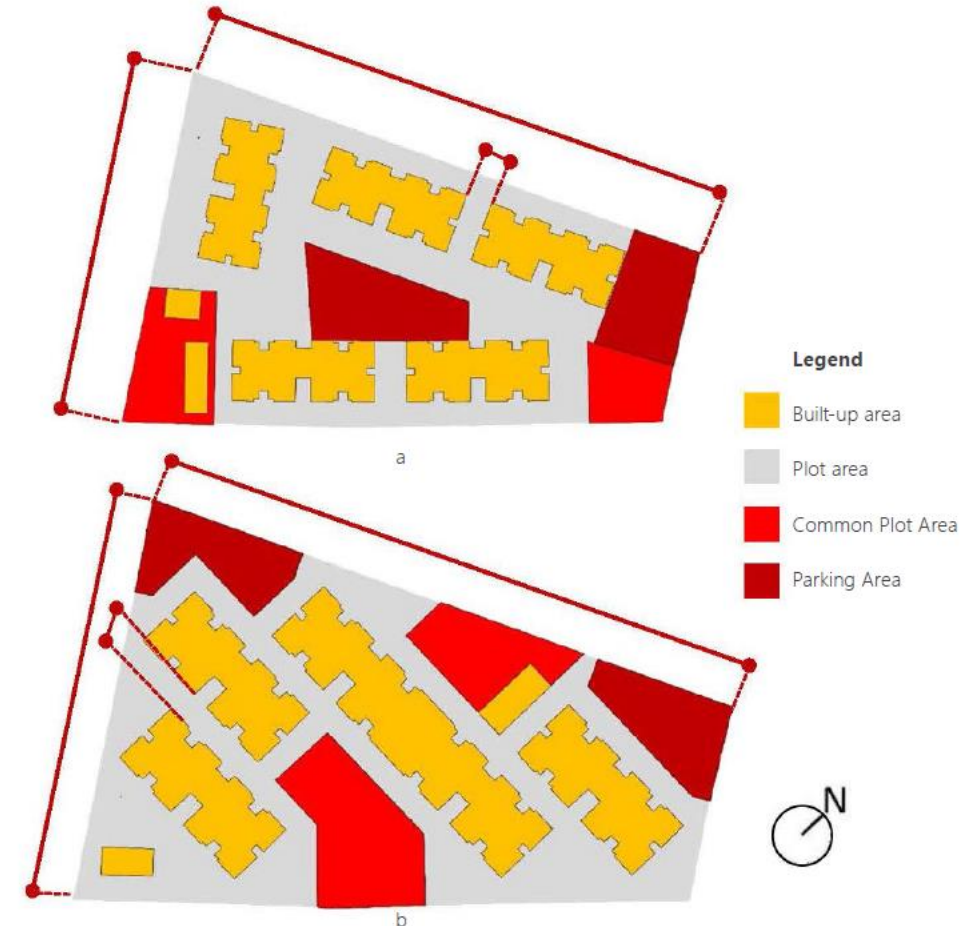 Legend
Built-up area
Plot area
Common Plot Area
Parking Area
a
N
b